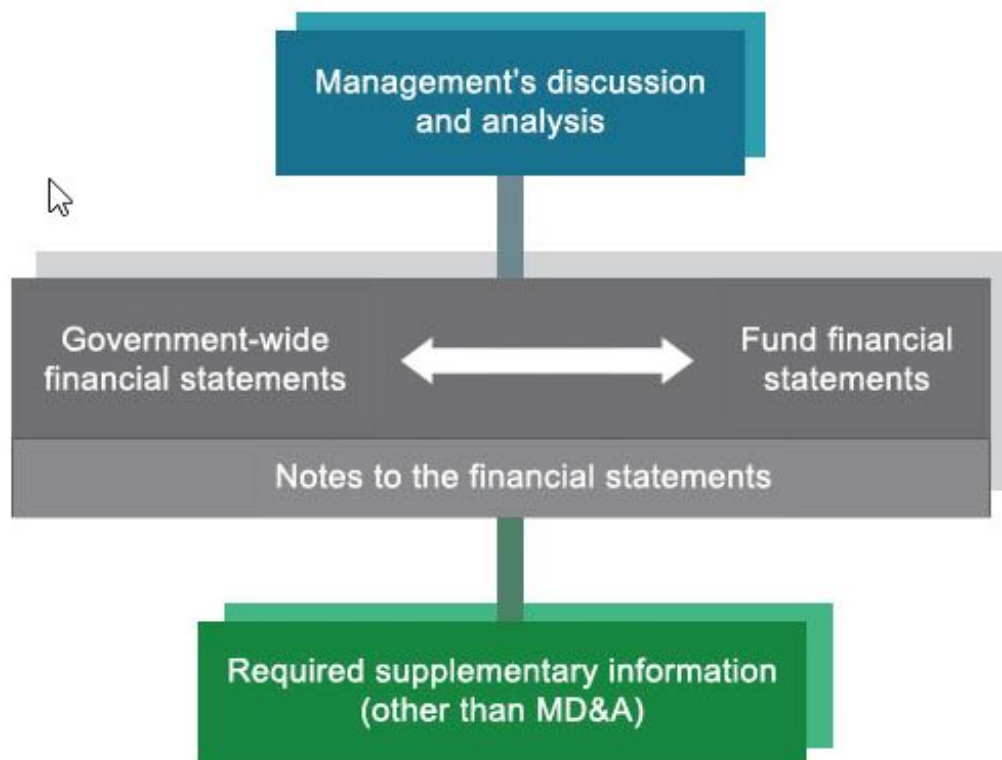 Management's discussion
and analysis
Government-wide
financial statements
Fund financial
statements
Notes to the financial statements
Required supplementary information
(other than MD&A)